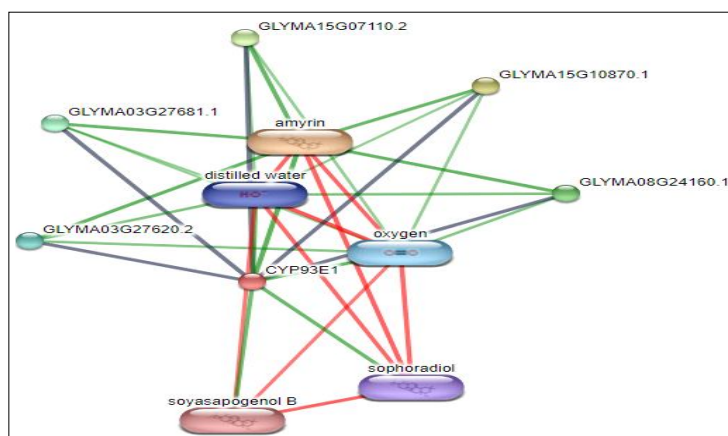 GLYMA15G07110.2
GLYMA15G10870.1
GLYMA03G27681.1
amyrin
distilled water
GLYMA08G24160.1
GLYMA03G27620.2
oxygen
CYP93E1
sophoradiol
soyasapogenol B